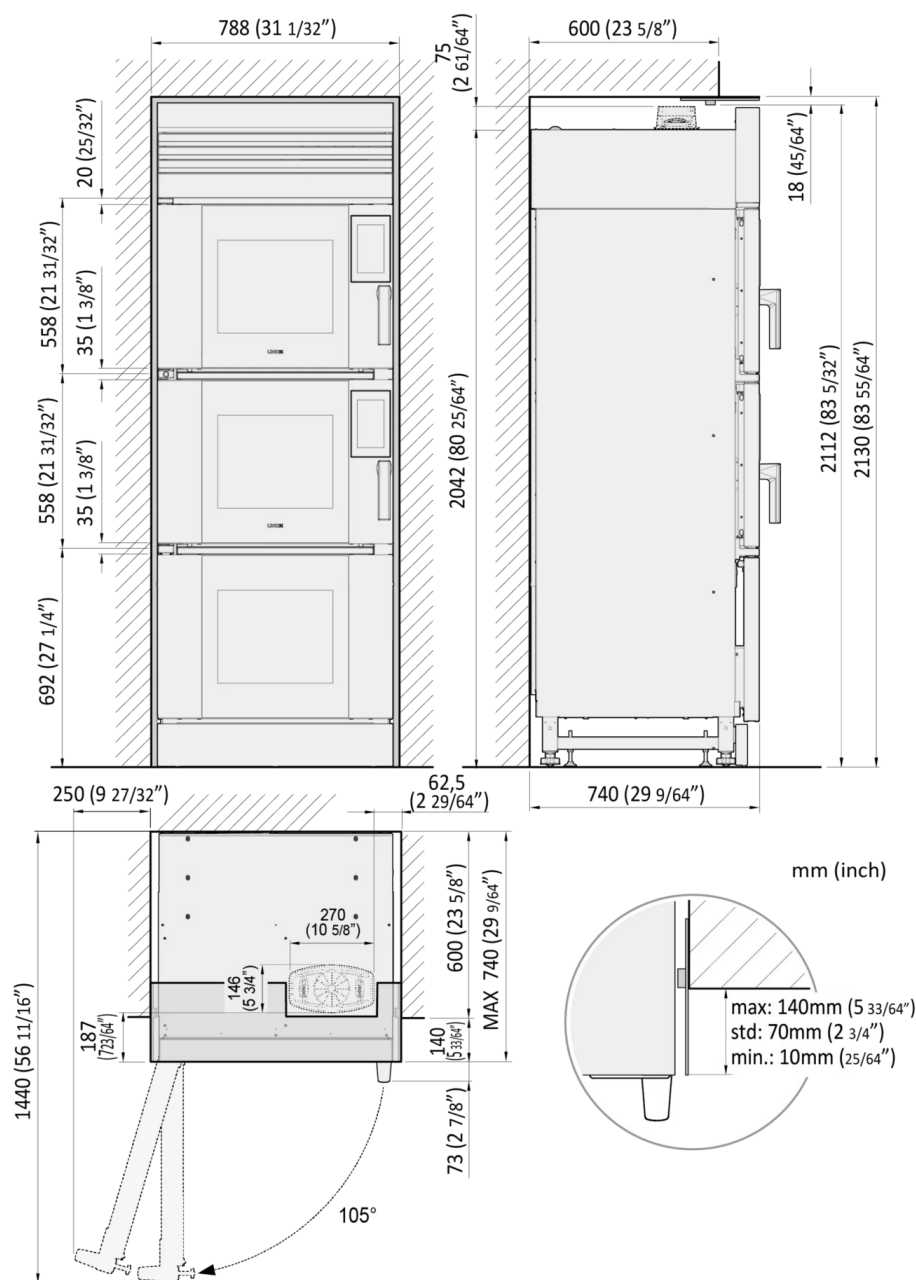 788 (31 1/32”)
600 (23 5/8”)
75
(2 61/64”)
20 (25/32”)
18 (45/64”)
558 (21 31/32”)
35 (1 3/8”)
558 (21 31/32”)
35 (1 3/8”)
692 (27 1/4”)
2042 (80 25/64”)
2112 (83 5/32”)
2130 (83 55/64”)
740 (29 9/64”)
250 (9 27/32”)
62,5
(2 29/64”)
270
(10 5/8”)
146
(5 3/4”)
187
(723/64”)
600 (23 5/8”)
MAX 740 (29 9/64”)
140
(5 33/64”)
73 (2 7/8”)
1440 (56 11/16”)
105°
mm (inch)
max: 140mm (5 33/64”)
std: 70mm (2 3/4”)
min.: 10mm (25/64”)